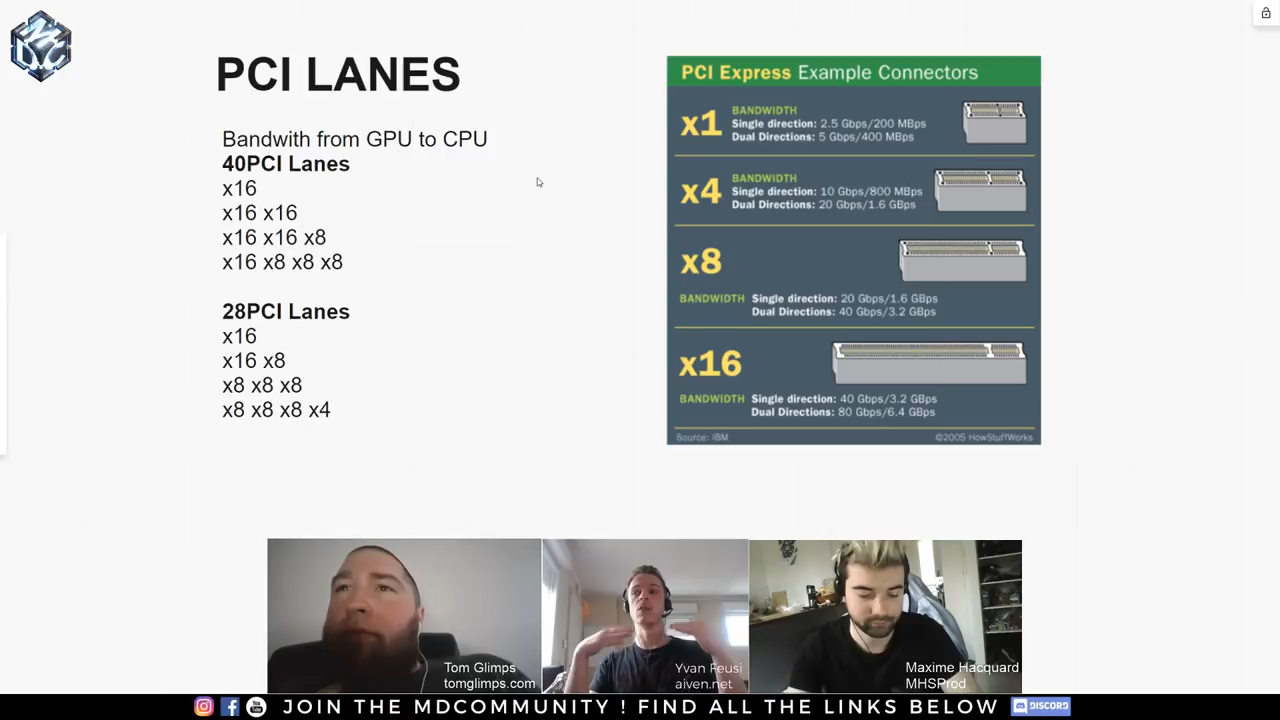 PCI LANES
Bandwith from GPU to CPU
40PCI Lanes
x16
x16 x16
x16 x16 x8
x16 x8 x8 x8
28PCI Lanes
x16
x16 x8
x8 x8 x8
x8 x8 x8 x4
PCI Express Example Connectors
x1
BANDWIDTH
Single direction: 2.5 Gbps/200 MBps
Dual Directions: 5 Gbps/400 MBps
x4
BANDWIDTH
Single direction: 10 Gbps/800 MBps
Dual Directions: 20 Gbps/1.6 GBps
x8
BANDWIDTH Single direction: 20 Gbps/1.6 GBps
Dual Directions: 40 Gbps/3.2 GBps
x16
BANDWIDTH Single direction: 40 Gbps/3.2 GBps
Dual Directions: 80 Gbps/6.4 GBps
Source: IBM ©2005 HowStuffWorks
Tom Glimps
tomglimps.com
Yvan Feusi
aiven.net
Maxime Hacquard
MHSProd
JOIN THE MDCOMMUNITY ! FIND ALL THE LINKS BELOW DISCORD